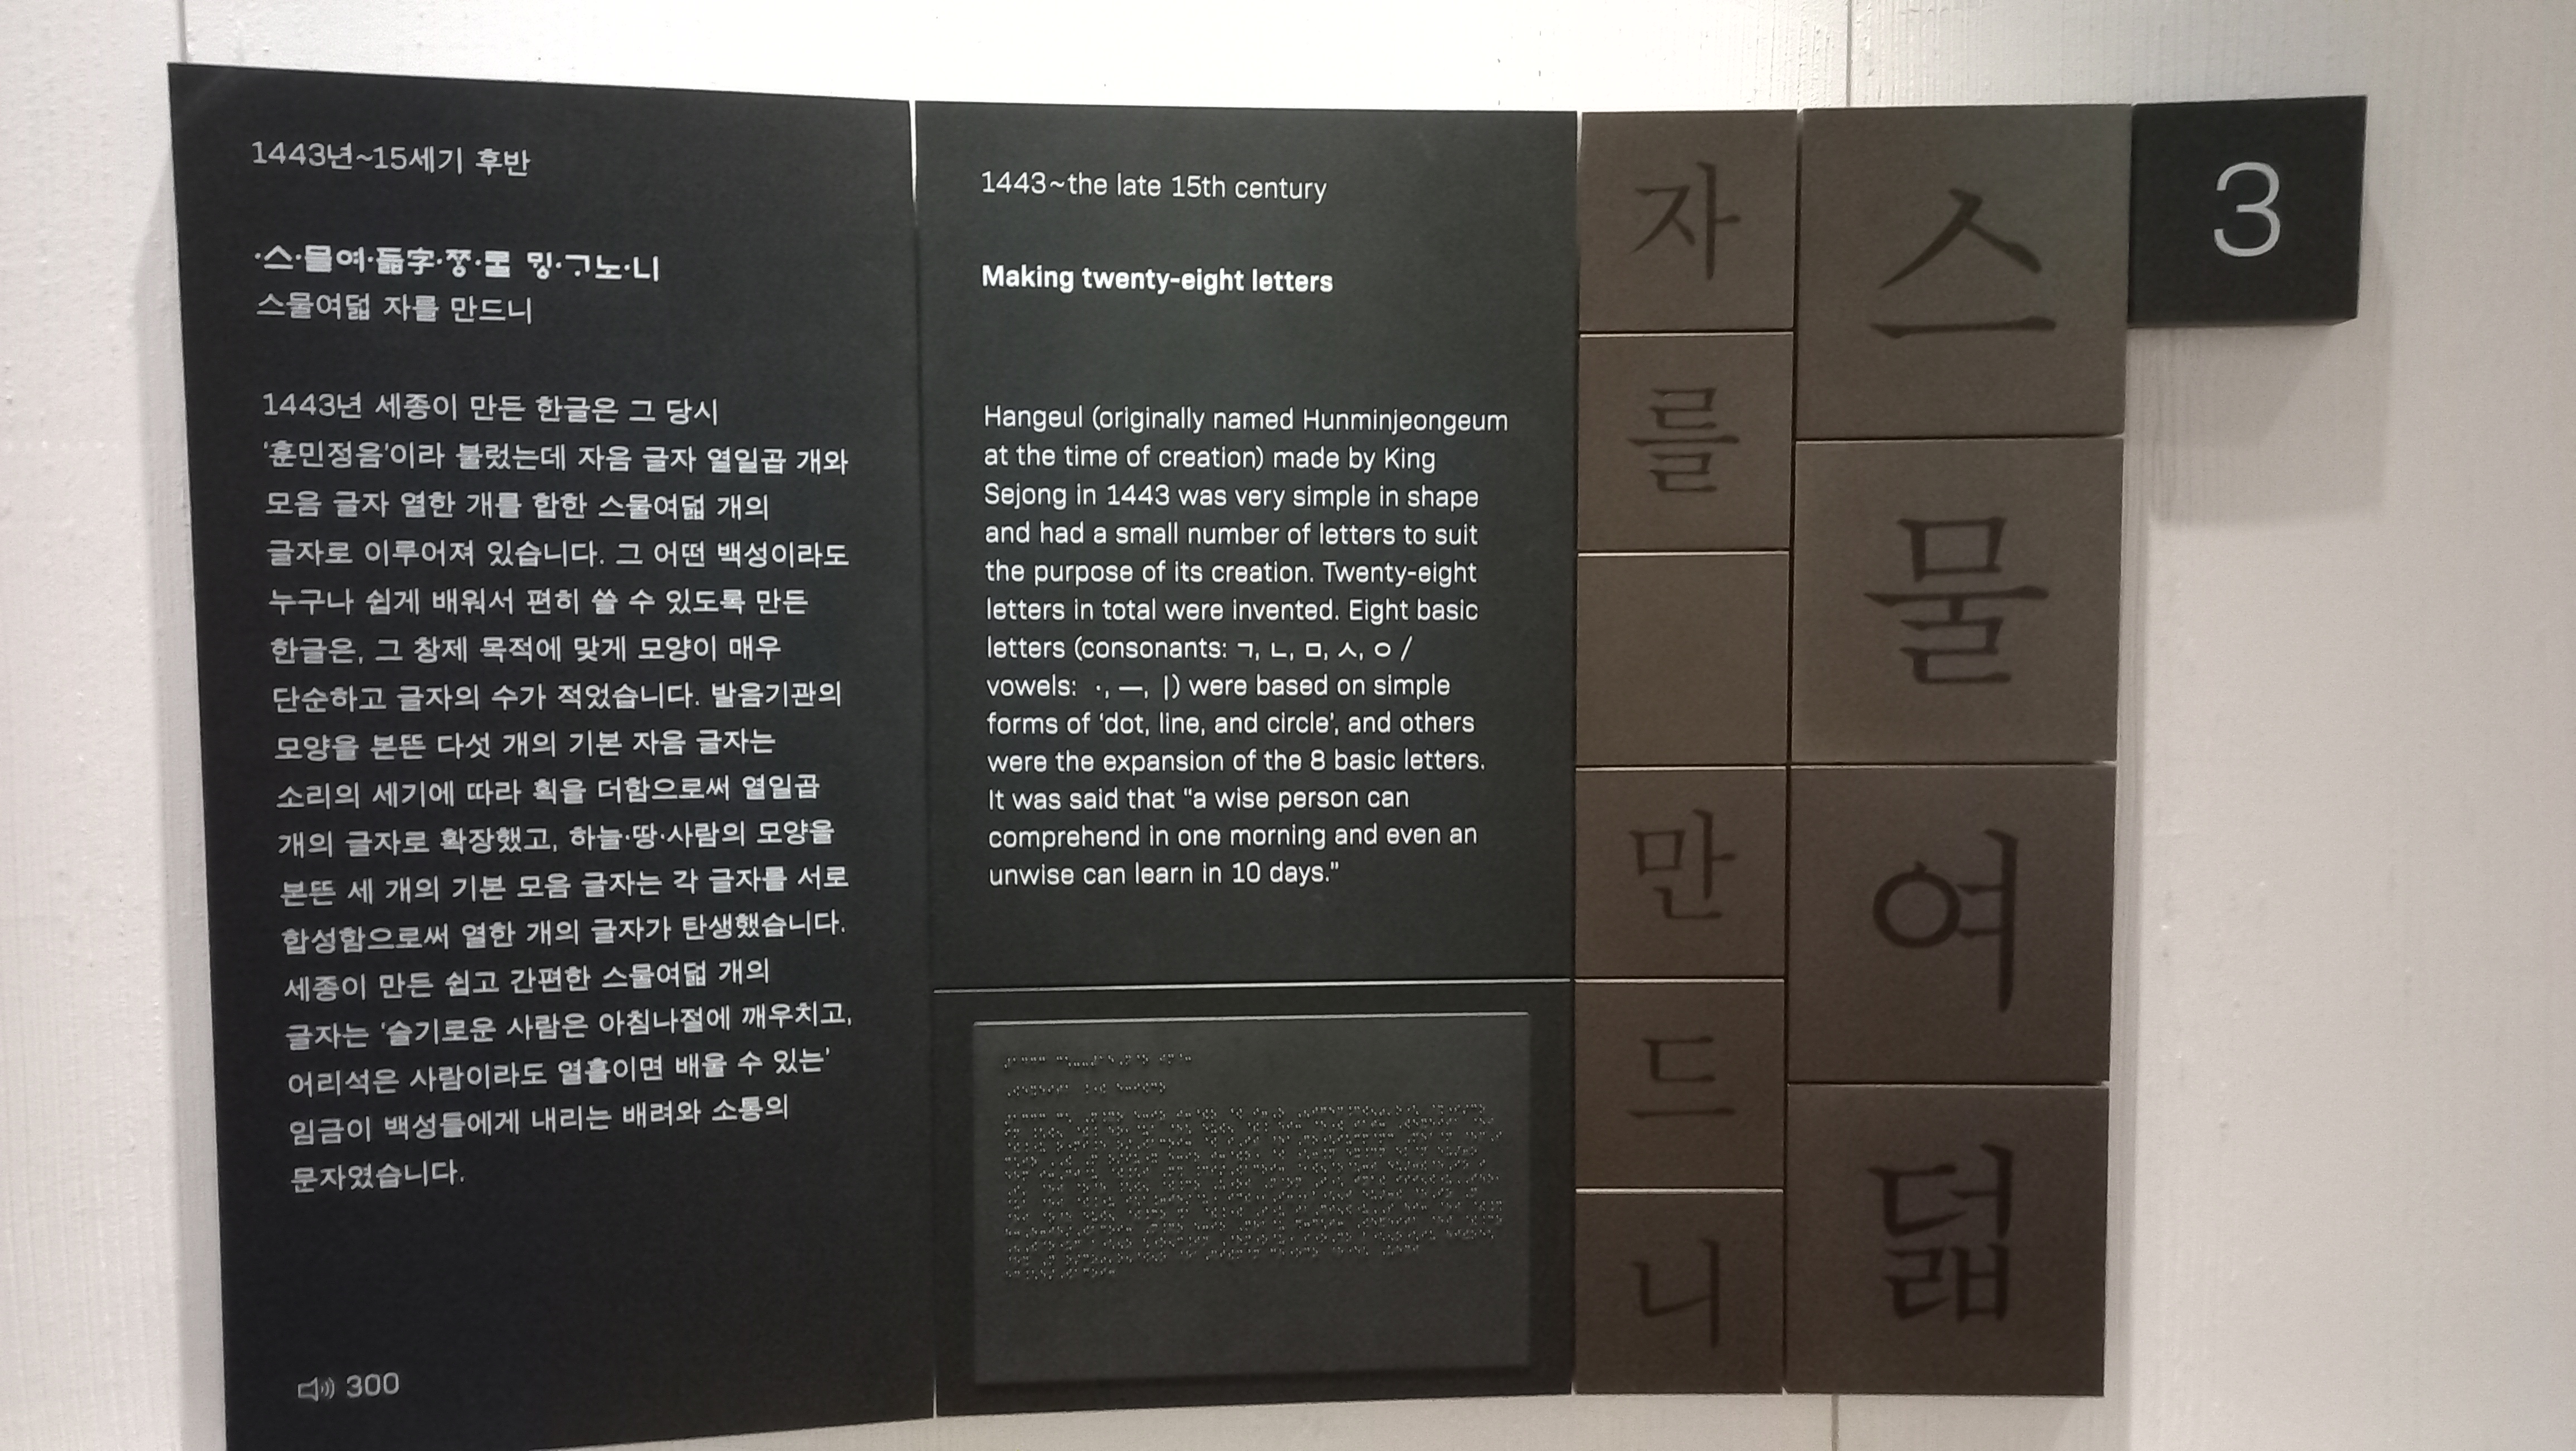 1443년~15세기 후반
·스·믈여·듧字·ᄍᆞᆼ·ᄅᆞᆯ ᄆᆡᇰ·ᄀᆞ노·니
스물여덟 자를 만드니
1443년 세종이 만든 한글은 그 당시
‘훈민정음’이라 불렀는데 자음 글자 열일곱 개와
모음 글자 열한 개를 합한 스물여덟 개의
글자로 이루어져 있습니다. 그 어떤 백성이라도
누구나 쉽게 배워서 편히 쓸 수 있도록 만든
한글은, 그 창제 목적에 맞게 모양이 매우
단순하고 글자의 수가 적었습니다. 발음기관의
모양을 본뜬 다섯 개의 기본 자음 글자는
소리의 세기에 따라 획을 더함으로써 열일곱
개의 글자로 확장했고, 하늘·땅·사람의 모양을
본뜬 세 개의 기본 모음 글자는 각 글자를 서로
합성함으로써 열한 개의 글자가 탄생했습니다.
세종이 만든 쉽고 간편한 스물여덟 개의
글자는 ‘슬기로운 사람은 아침나절에 깨우치고,
어리석은 사람이라도 열흘이면 배울 수 있는’
임금이 백성들에게 내리는 배려와 소통의
문자였습니다.
300
1443~the late 15th century
Making twenty-eight letters
Hangeul (originally named Hunminjeongeum
at the time of creation) made by King
Sejong in 1443 was very simple in shape
and had a small number of letters to suit
the purpose of its creation. Twenty-eight
letters in total were invented. Eight basic
letters (consonants: ㄱ, ㄴ, ㅁ, ㅅ, ㅇ /
vowels: ·, ㅡ, ㅣ) were based on simple
forms of ‘dot, line, and circle’, and others
were the expansion of the 8 basic letters.
It was said that “a wise person can
comprehend in one morning and even an
unwise can learn in 10 days.”
스물여덟
자를 만드니
3